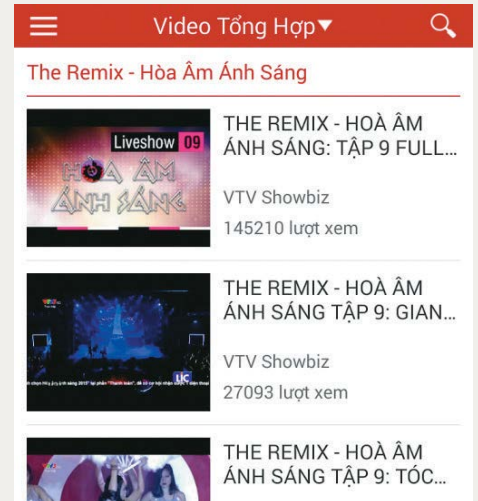 Video Tổng Hợp▼
The Remix - Hòa Âm Ánh Sáng
Liveshow 09
HÒA ÂM
ÁNH SÁNG
THE REMIX - HOÀ ÂM
ÁNH SÁNG: TẬP 9 FULL...
VTV Showbiz
145210 lượt xem
THE REMIX - HOÀ ÂM
ÁNH SÁNG TẬP 9: GIAN...
VTV Showbiz
27093 lượt xem
THE REMIX - HOÀ ÂM
ÁNH SÁNG TẬP 9: TÓC...